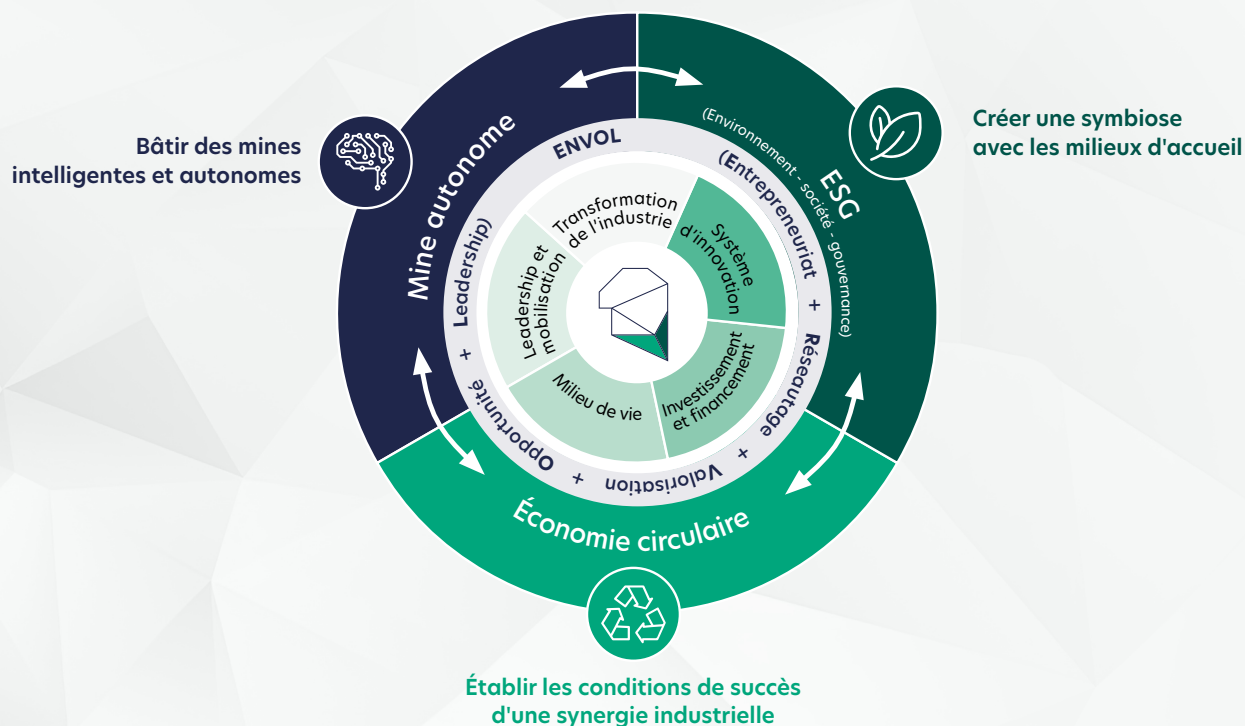 Bâtir des mines
intelligentes et autonomes
Créer une symbiose
avec les milieux d'accueil
Mine autonome
ESG
(Environnement - société - gouvernance)
ENVOL
(Entrepreneuriat + Réseautage + Valorisation + Opportunité + Leadership)
Transformation
de l'industrie
Système
d'innovation
Investissement
et financement
Milieu de vie
Leadership et
mobilisation
Économie circulaire
Établir les conditions de succès
d'une synergie industrielle